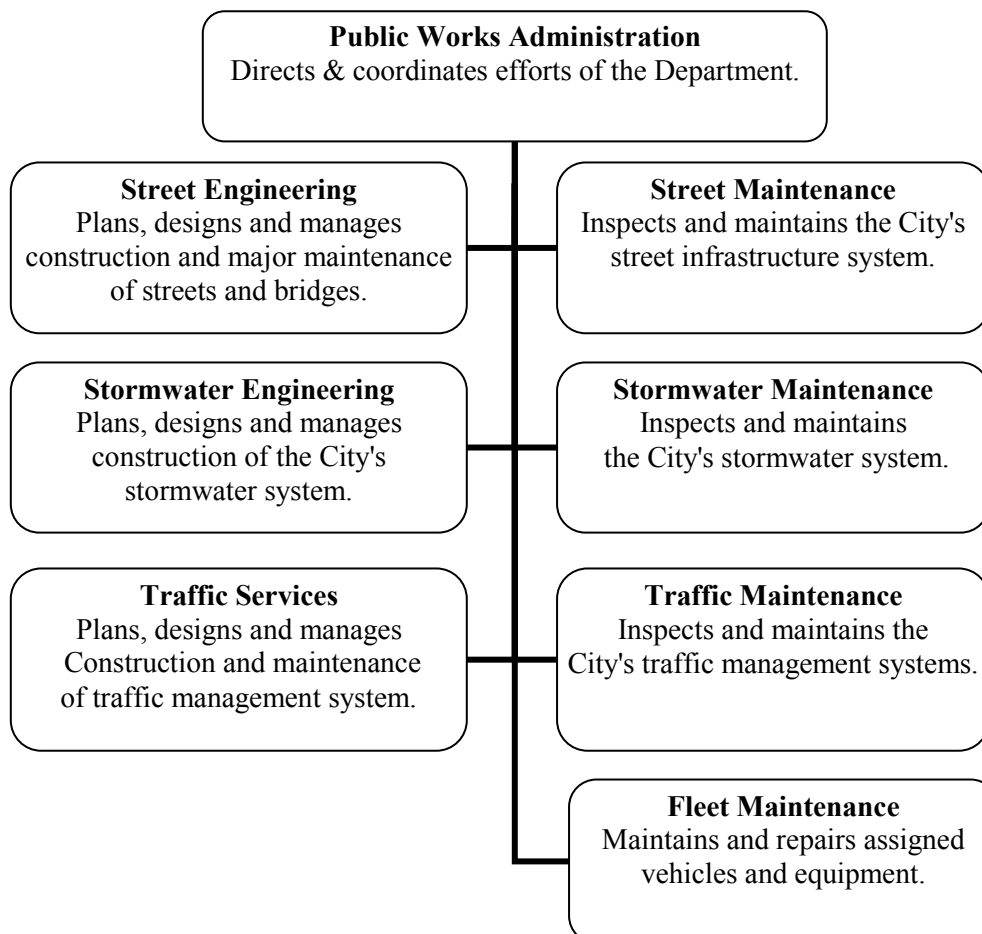 Public Works Administration
Directs & coordinates efforts of the Department.
Street Engineering
Plans, designs and manages
construction and major maintenance
of streets and bridges.
Street Maintenance
Inspects and maintains the City's
street infrastructure system.
Stormwater Engineering
Plans, designs and manages
construction of the City's
stormwater system.
Stormwater Maintenance
Inspects and maintains
the City's stormwater system.
Traffic Services
Plans, designs and manages
Construction and maintenance
of traffic management system.
Traffic Maintenance
Inspects and maintains the
City's traffic management systems.
Fleet Maintenance
Maintains and repairs assigned
vehicles and equipment.